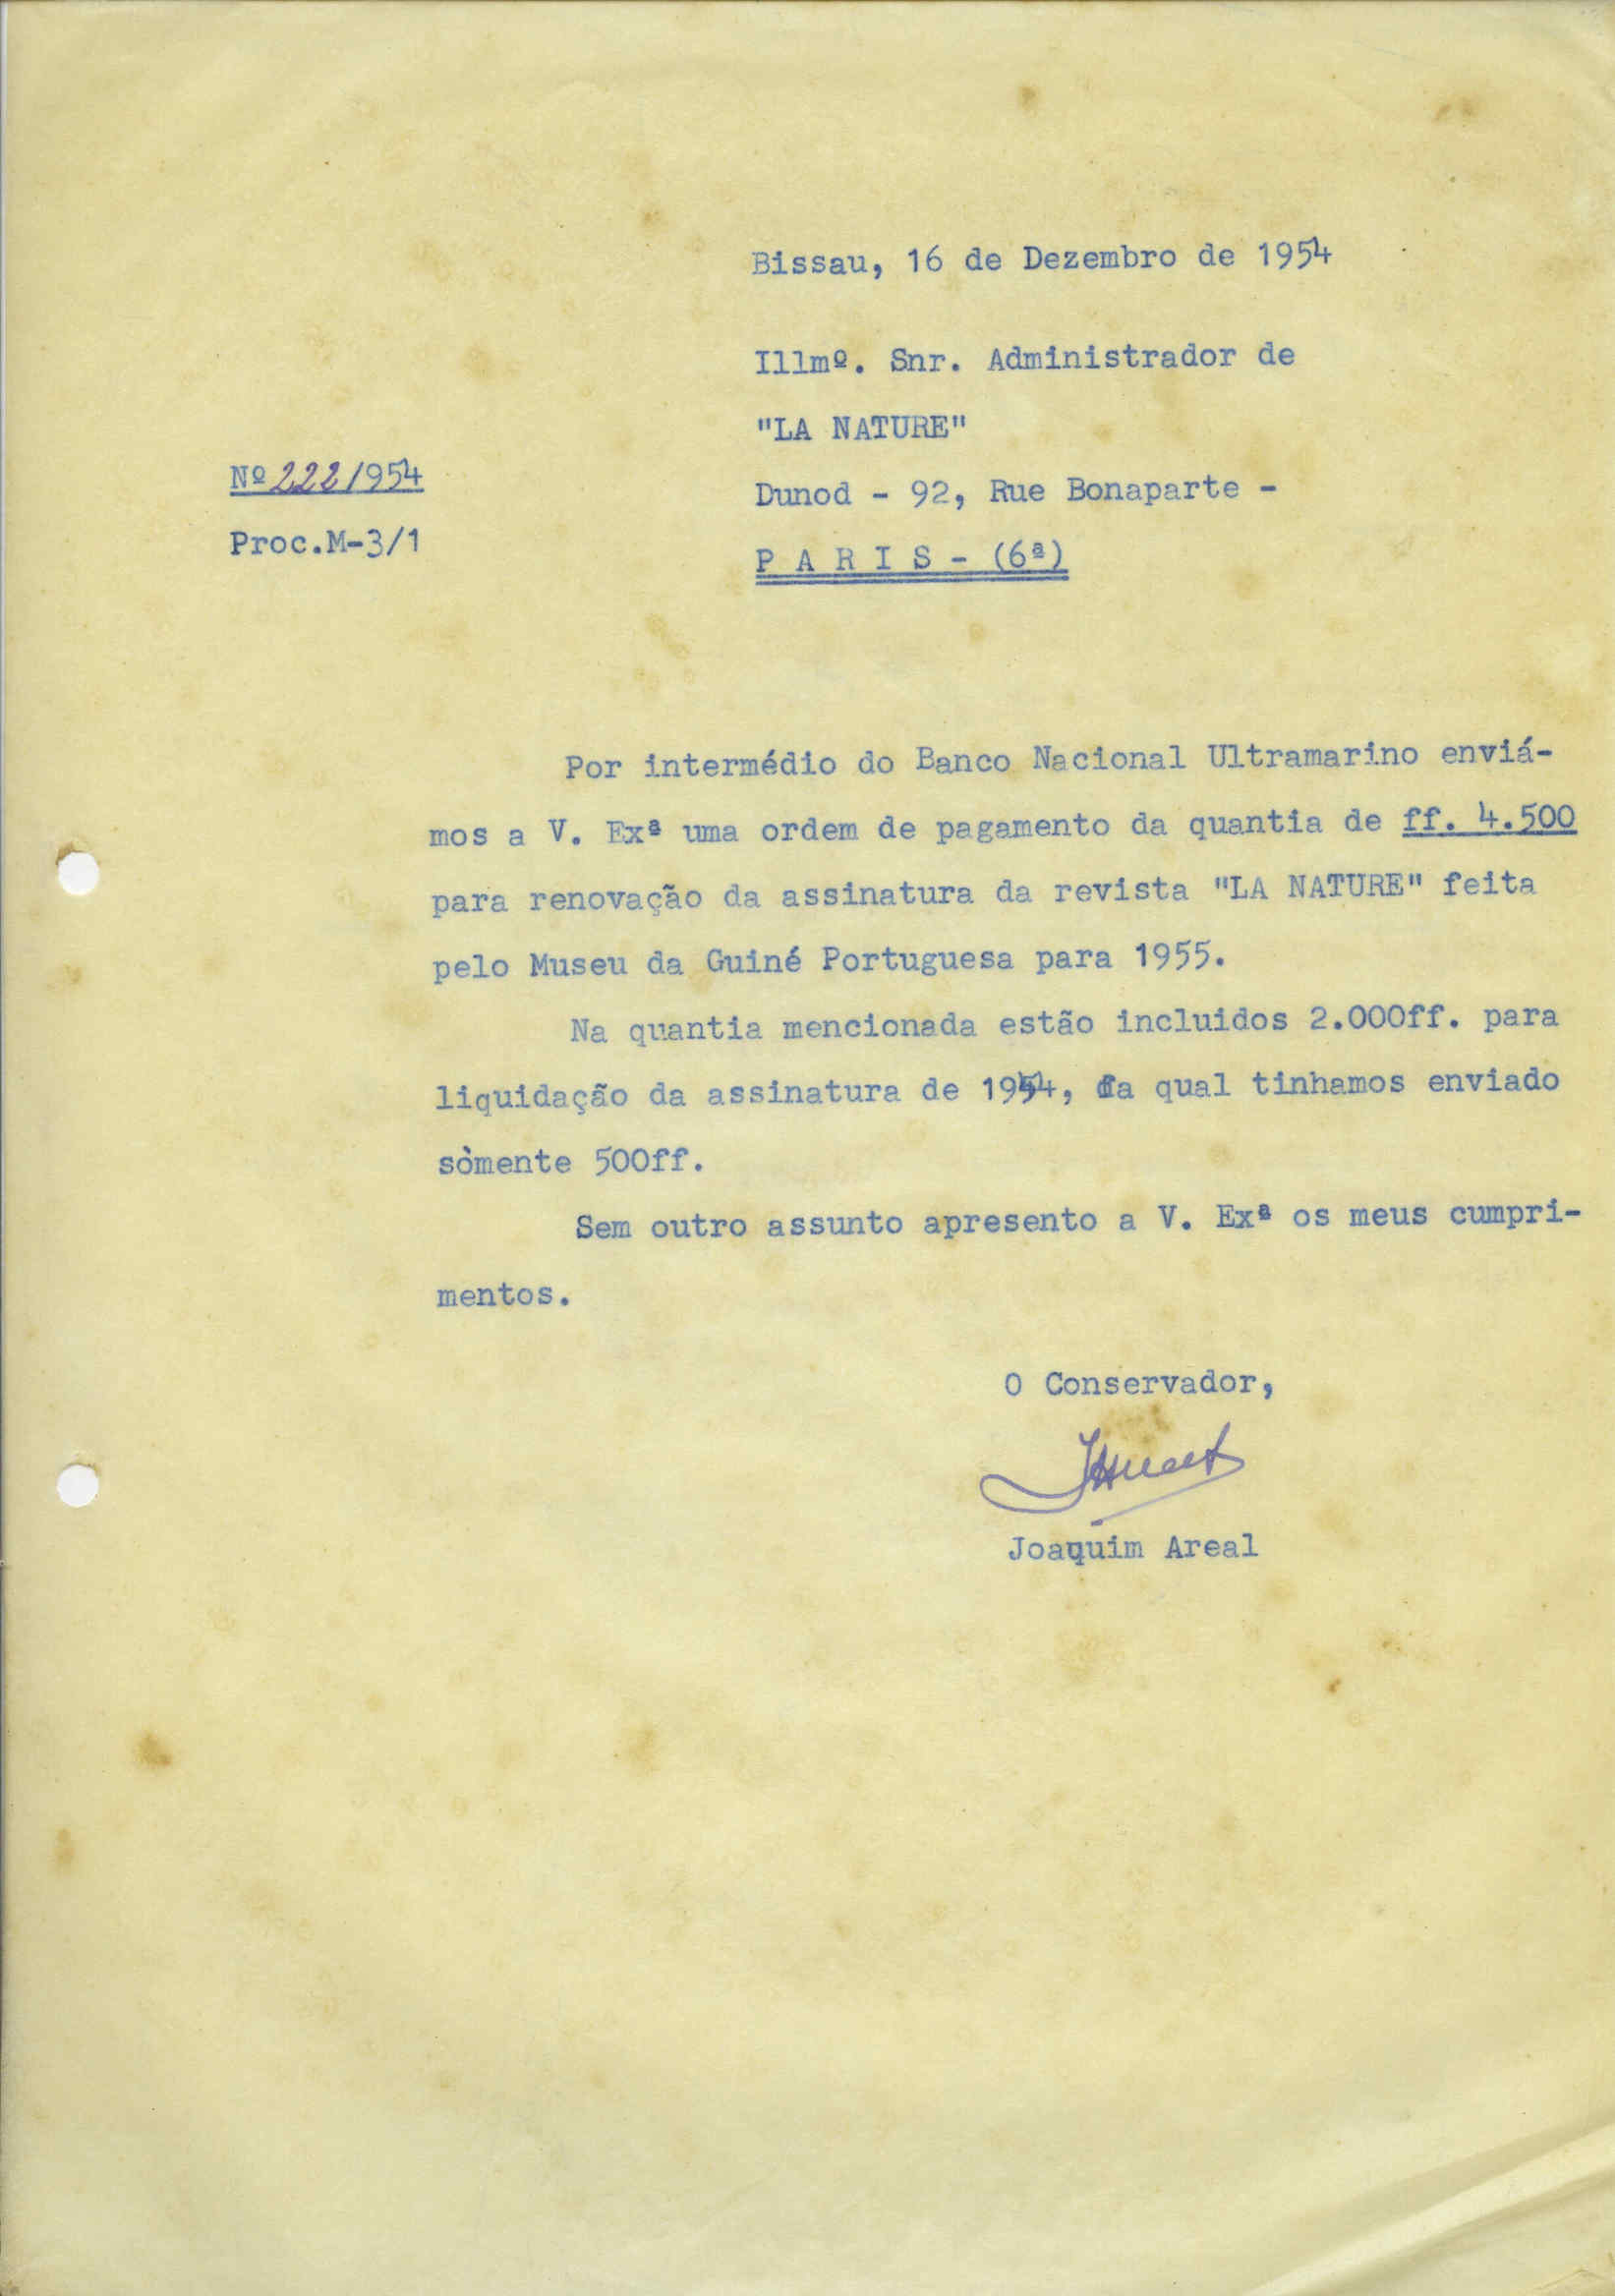 Bissau, 16 de Dezembro de 1954
Illmº. Snr. Administrador de
"LA NATURE"
Nº 222/954
Dunod - 92, Rue Bonaparte -
Proc.M-3/1
P A R I S - (6ª)
Por intermédio do Banco Nacional Ultramarino enviá-
mos a V. Exª uma ordem de pagamento da quantia de ff. 4.500
para renovação da assinatura da revista "LA NATURE" feita
pelo Museu da Guiné Portuguesa para 1955.
Na quantia mencionada estão incluidos 2.000ff. para
liquidação da assinatura de 1954, da qual tinhamos enviado
sòmente 500ff.
Sem outro assunto apresento a V. Exª os meus cumpri-
mentos.
O Conservador,
Joaquim Areal